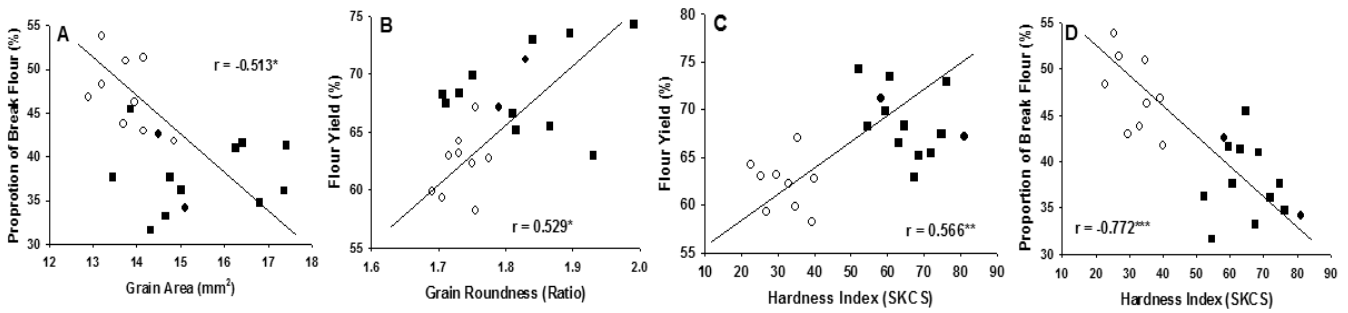 A
Proprotion of Break Flour (%)
55
50
45
40
35
30
r = -0.513*
12 13 14 15 16 17 18
Grain Area (mm²)
B
Flour Yield (%)
75
70
65
60
55
r = 0.529*
1.6 1.7 1.8 1.9 2.0
Grain Roundness (Ratio)
C
Flour Yield (%)
80
75
70
65
60
55
r = 0.566**
10 20 30 40 50 60 70 80 90
Hardness Index (SKCS)
D
Proportion of Break Flour (%)
55
50
45
40
35
30
r = -0.772***
10 20 30 40 50 60 70 80 90
Hardness Index (SKCS)